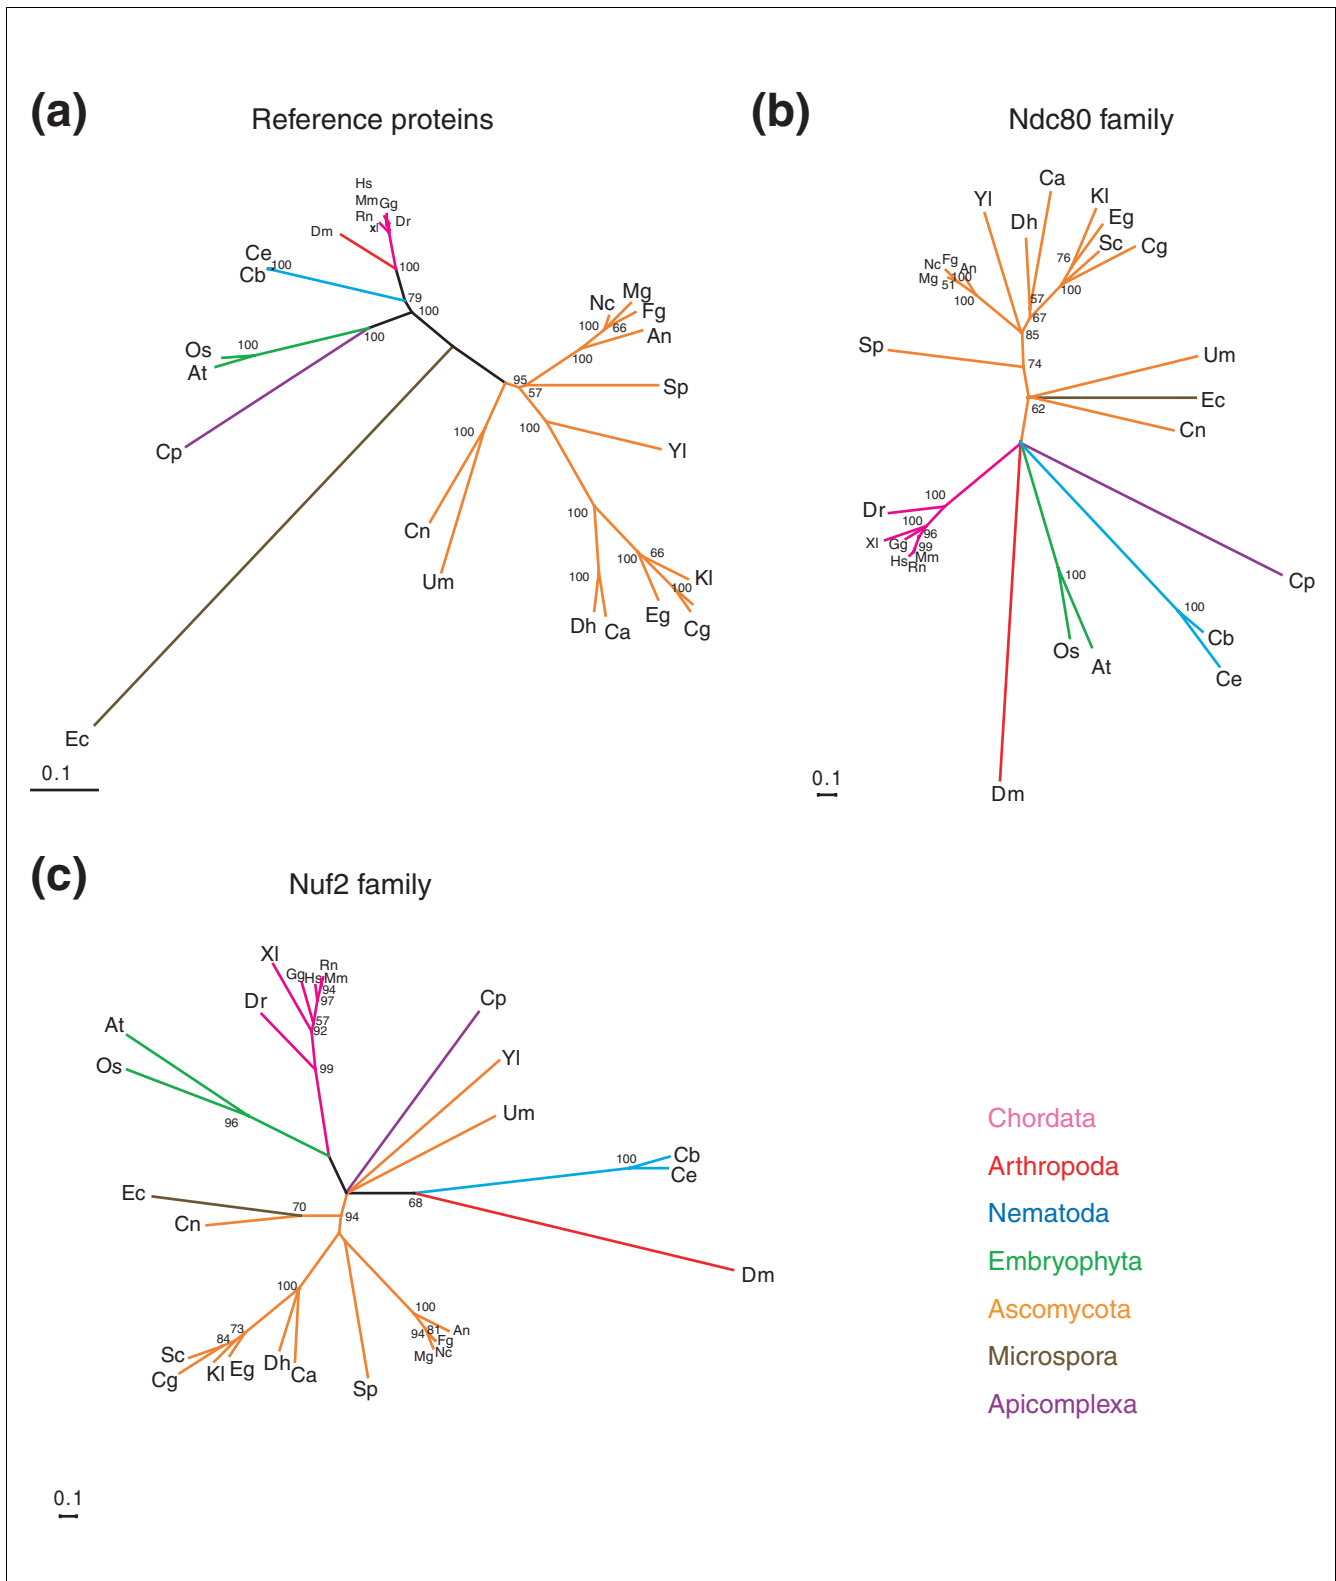 (a)
Reference proteins
Hs
Mm Gg
Rn Xl Dr
Dm
100
Ce 100
Cb
79
100
100
100
Os
At
Cp
Ec
0.1
Nc Mg
Fg
100 66
An
100
95
57
Sp
100
Yl
100
Cn
Um
100
100
100 66
Kl
100
Dh Ca
Eg
Cg
(b)
Ndc80 family
Ca
Yl
Kl
Dh
Eg
Sc Cg
76
100
Nc Fg An
Mg 51 100
100
57
67
85
Sp
74
Um
Ec
62
Cn
100
Dr
100
96
Xl Gg
99
Mm
Hs Rn
100
Os
At
100
Cb
Ce
Cp
Dm
0.1
(c)
Nuf2 family
Xl
Rn
Gg Hs Mm
94
97
57
92
Dr
99
At
Os
96
Cp
Yl
Um
100
Cb
Ce
68
Dm
Ec
70
Cn
94
100
73
84
Sc
Cg
Kl Eg
Dh Ca
Sp
100
An
94 81
Fg
Mg Nc
0.1
Chordata
Arthropoda
Nematoda
Embryophyta
Ascomycota
Microspora
Apicomplexa